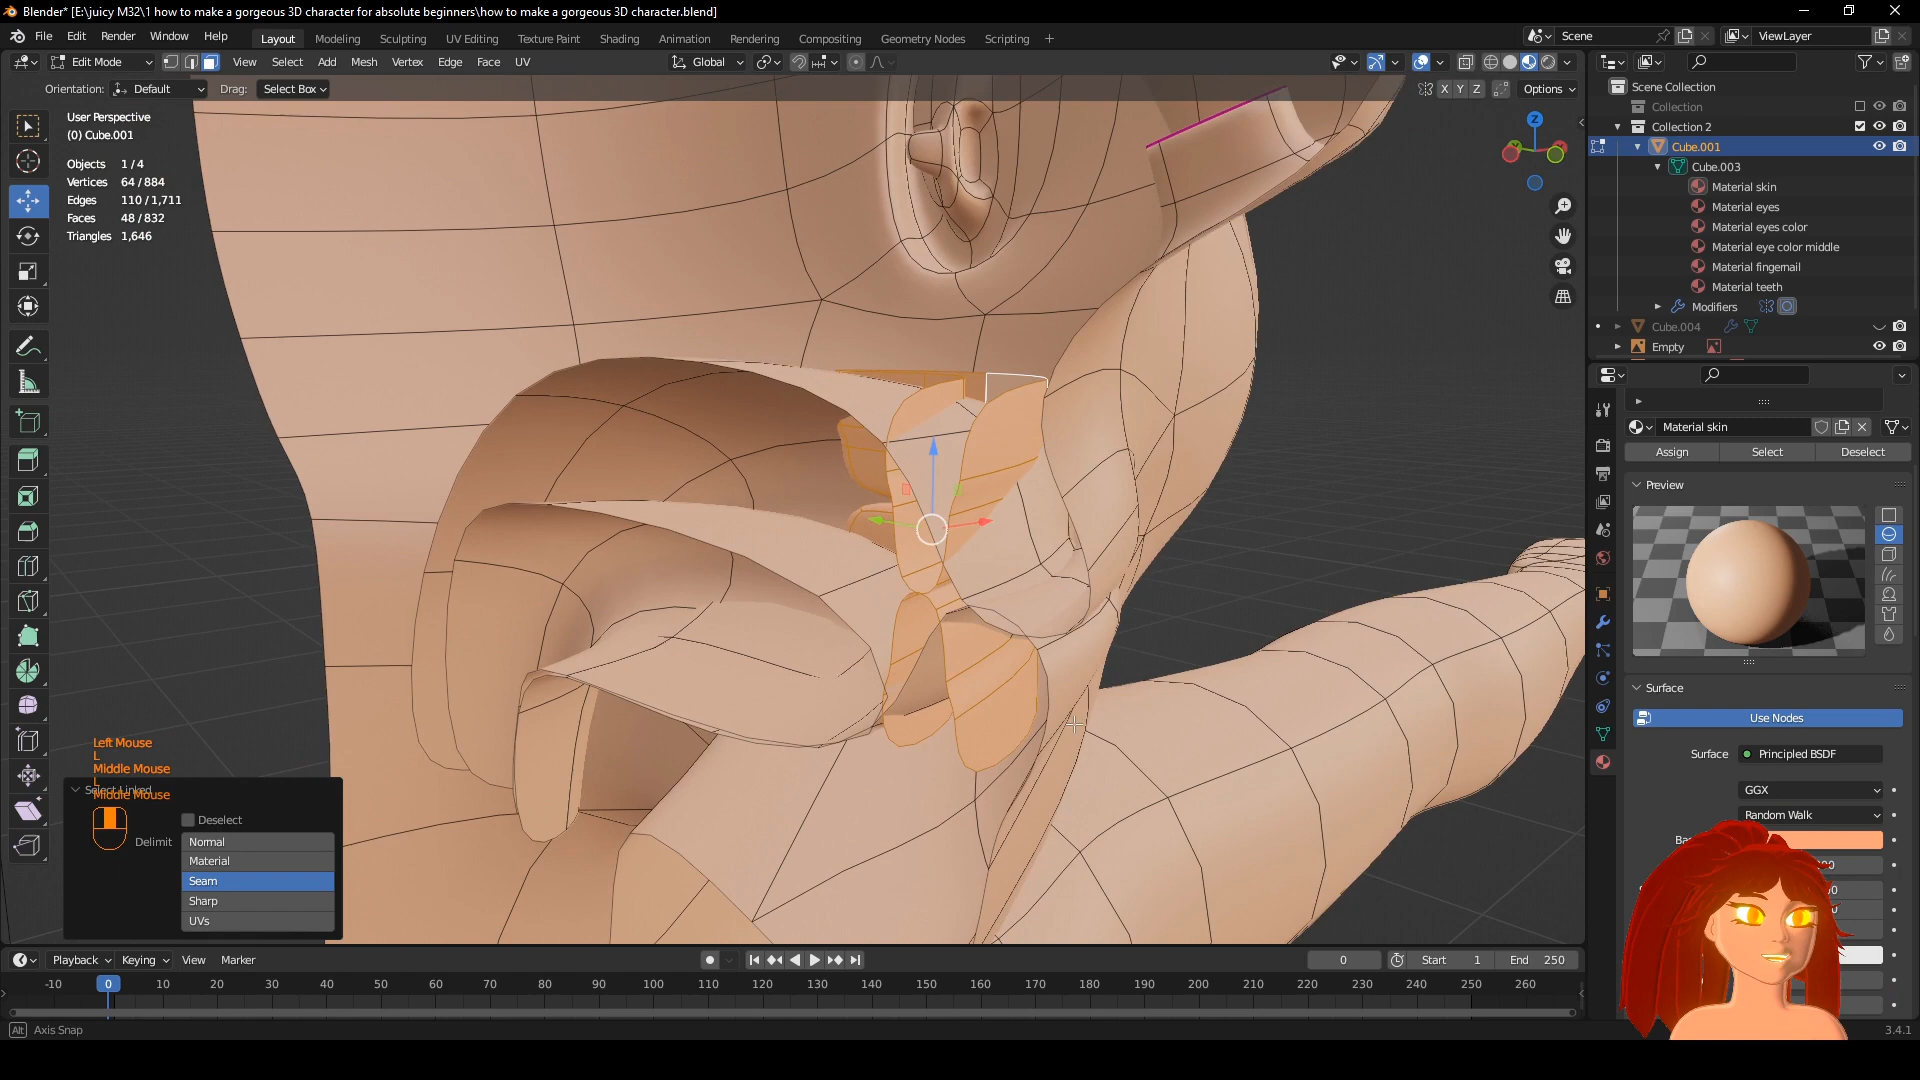 Blender* [E:\juicy M32\1 how to make a gorgeous 3D character for absolute beginners\how to make a gorgeous 3D character.blend]
File Edit Render Window Help Layout Modeling Sculpting UV Editing Texture Paint Shading Animation Rendering Compositing Geometry Nodes Scripting + Scene ViewLayer
Edit Mode View Select Add Mesh Vertex Edge Face UV Global
Orientation: Default Drag: Select Box X Y Z Options
User Perspective
(0) Cube.001
Objects 1/4
Vertices 64/884
Edges 110/1,711
Faces 48/832
Triangles 1,646
Z
Scene Collection
Collection
Collection 2
Cube.001
Cube.003
Material skin
Material eyes
Material eyes color
Material eye color middle
Material fingernail
Material teeth
Modifiers
Cube.004
Empty
Material skin
Assign Select Deselect
Preview
Surface
Use Nodes
Surface Principled BSDF
GGX
Random Walk
Left Mouse
L
Middle Mouse
L
Middle Mouse
Select Linked
Deselect
Delimit Normal
Material
Seam
Sharp
UVs
Playback Keying View Marker 0 Start 1 End 250
-10 0 10 20 30 40 50 60 70 80 90 100 110 120 130 140 150 160 170 180 190 200 210 220 230 240 250 260
Alt Axis Snap 3.4.1